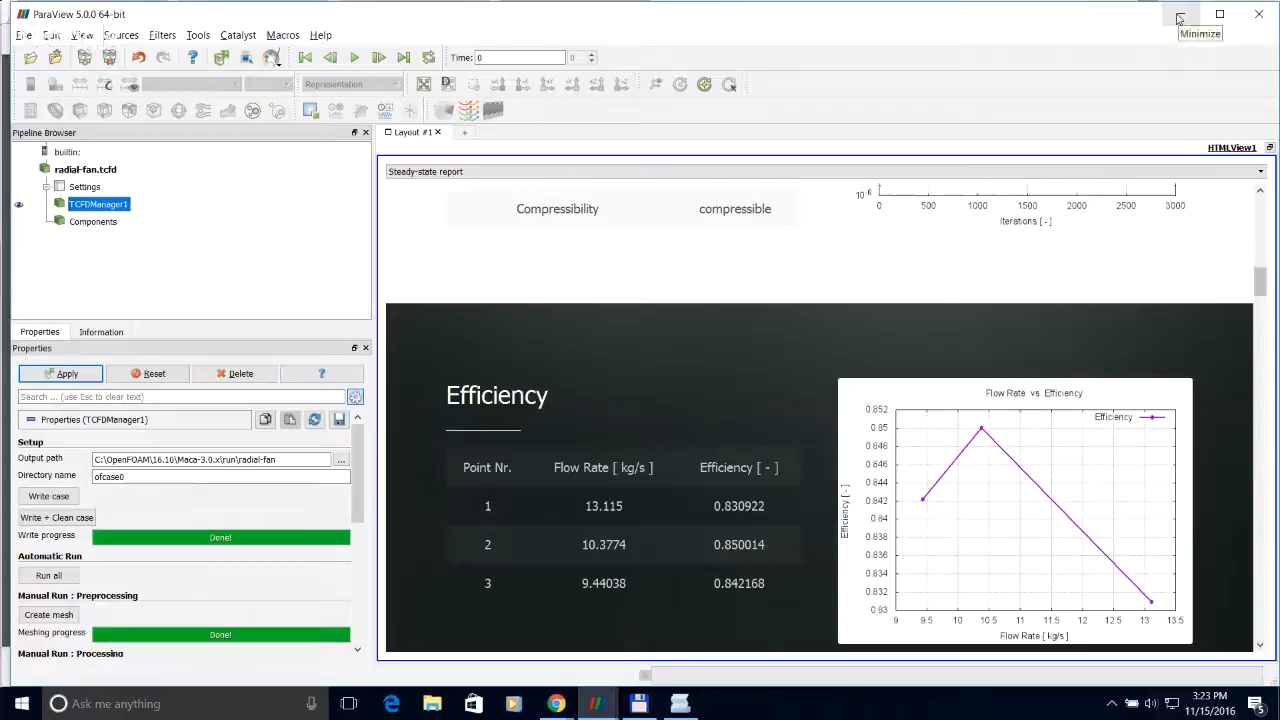 ParaView 5.0.0 64-bit
Minimize
File Edit View Sources Filters Tools Catalyst Macros Help
Time: 0 0
Representation
Pipeline Browser
Layout #1
builtin:
radial-fan.tcfd
Settings
TCFDManager1
Components
HTMLView1
Steady-state report
Compressibility compressible
10-6
0 500 1000 1500 2000 2500 3000
Iterations [ - ]
Properties Information
Properties
Apply Reset Delete ?
Search ... (use Esc to clear text)
Properties (TCFDManager1)
Setup
Output path C:\OpenFOAM\16.10\Maca-3.0.x\run\radial-fan ...
Directory name ofcase0
Write case
Write + Clean case
Write progress Done!
Automatic Run
Run all
Manual Run : Preprocessing
Create mesh
Meshing progress Done!
Manual Run : Processing
Efficiency
Point Nr. Flow Rate [ kg/s ] Efficiency [ - ]
1 13.115 0.830922
2 10.3774 0.850014
3 9.44038 0.842168
Flow Rate vs Efficiency
Efficiency
0.852
0.85
0.848
0.846
0.844
0.842
0.84
0.838
0.836
0.834
0.832
0.83
Efficiency [ - ]
9 9.5 10 10.5 11 11.5 12 12.5 13 13.5
Flow Rate [ kg/s ]
Ask me anything
3:23 PM
11/15/2016
5